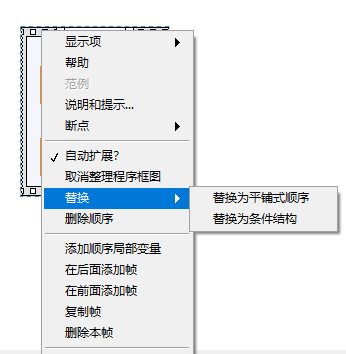 显示项
帮助
范例
说明和提示...
断点
自动扩展?
取消整理程序框图
替换
替换为平铺式顺序
替换为条件结构
删除顺序
添加顺序局部变量
在后面添加帧
在前面添加帧
复制帧
删除本帧